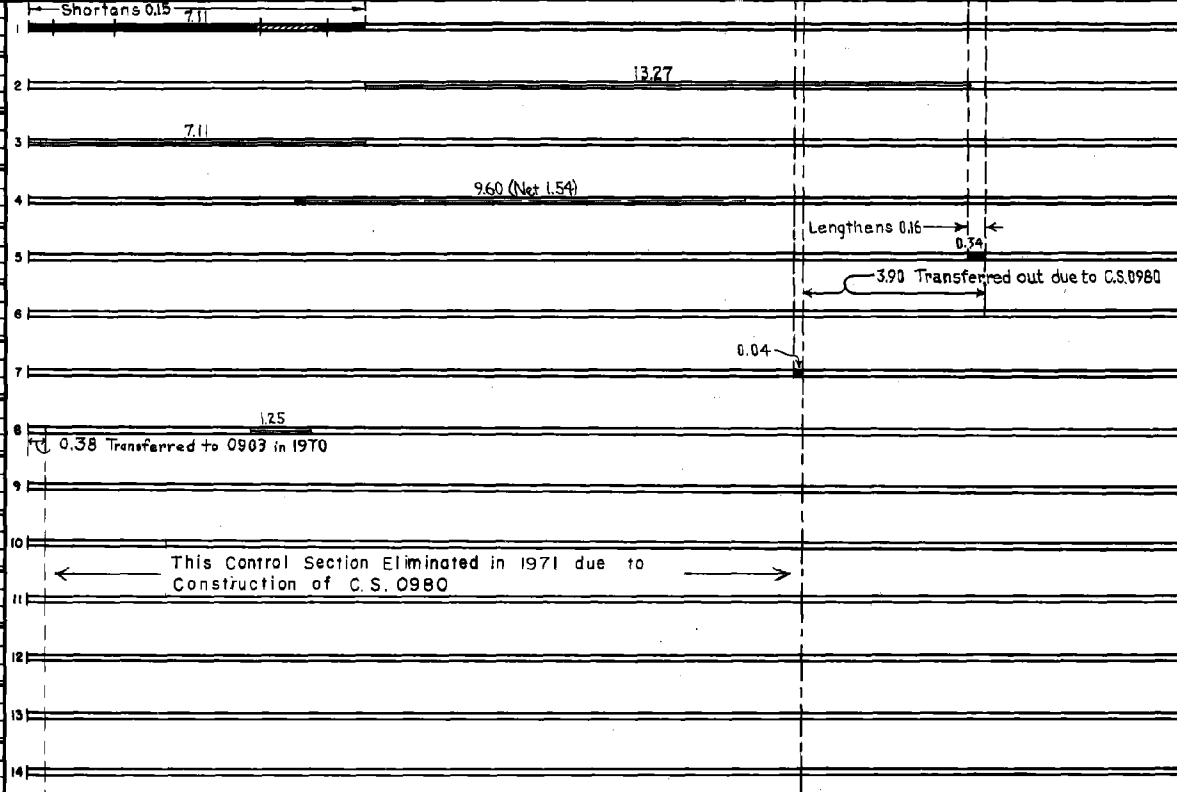 Shortens 0.15
7.11
1
13.27
2
7.11
3
9.60 (Net 1.54)
4
Lengthens 0.16
0.34
5
3.90 Transferred out due to C.S.0980
6
0.04
7
1.25
8
0.38 Transferred to 0903 in 1970
9
10
This Control Section Eliminated in 1971 due to
Construction of C.S. 0980
11
12
13
14